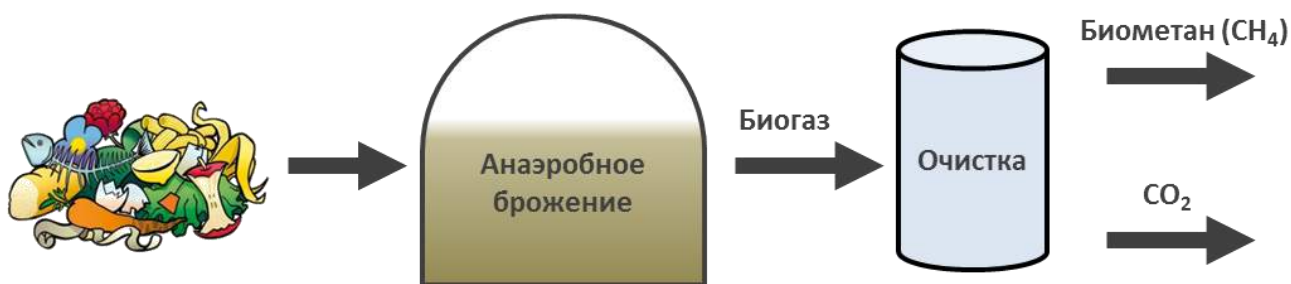 Анаэробное
брожение
Биогаз
Очистка
Биометан (CH₄)
CO₂